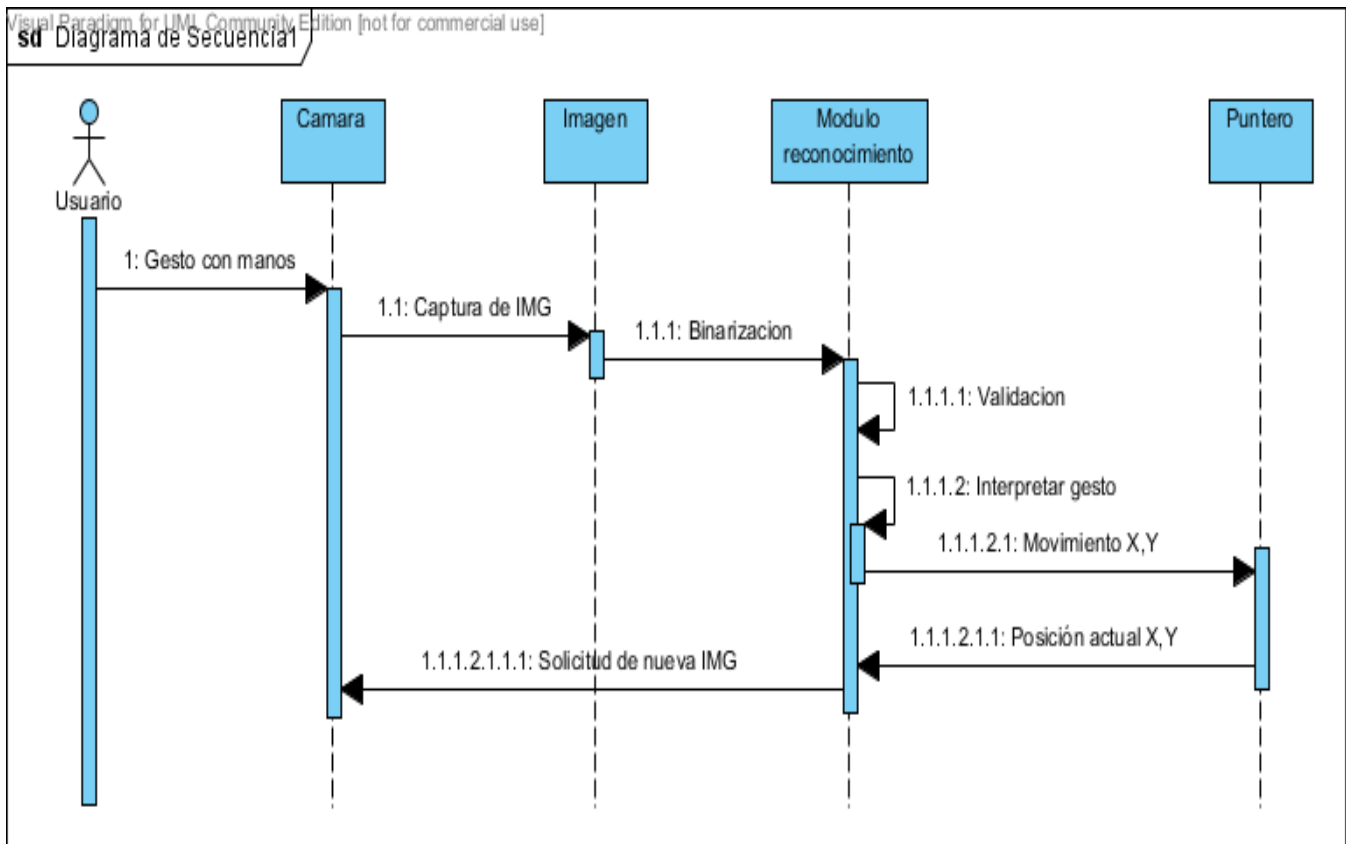 Visual Paradigm for UML Community Edition [not for commercial use]
sd Diagrama de Secuencia1
Usuario
Camara
Imagen
Modulo
reconocimiento
Puntero
1: Gesto con manos
1.1: Captura de IMG
1.1.1: Binarizacion
1.1.1.1: Validacion
1.1.1.2: Interpretar gesto
1.1.1.2.1: Movimiento X,Y
1.1.1.2.1.1: Posición actual X,Y
1.1.1.2.1.1.1: Solicitud de nueva IMG